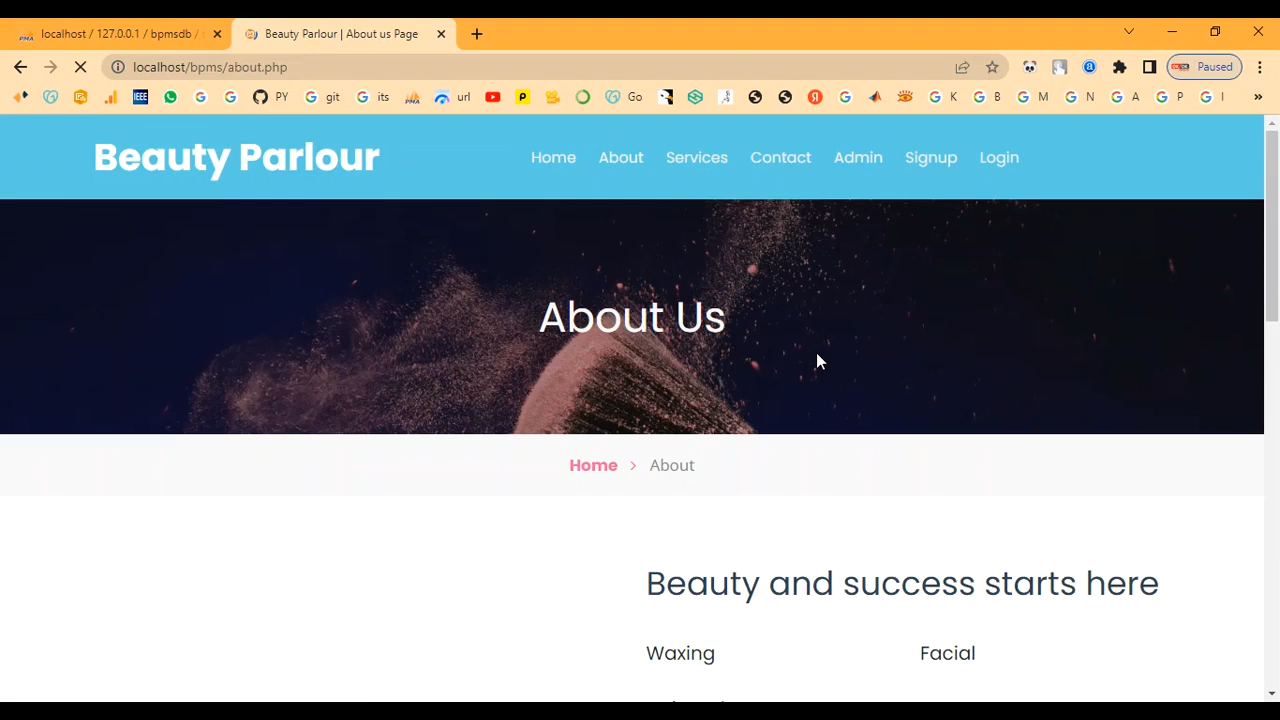 localhost / 127.0.0.1 / bpmsdb /
Beauty Parlour | About us Page
localhost/bpms/about.php
Paused
PY
git
its
url
Go
K
B
M
N
A
P
I
»
Beauty Parlour
Home
About
Services
Contact
Admin
Signup
Login
About Us
Home > About
Beauty and success starts here
Waxing
Facial